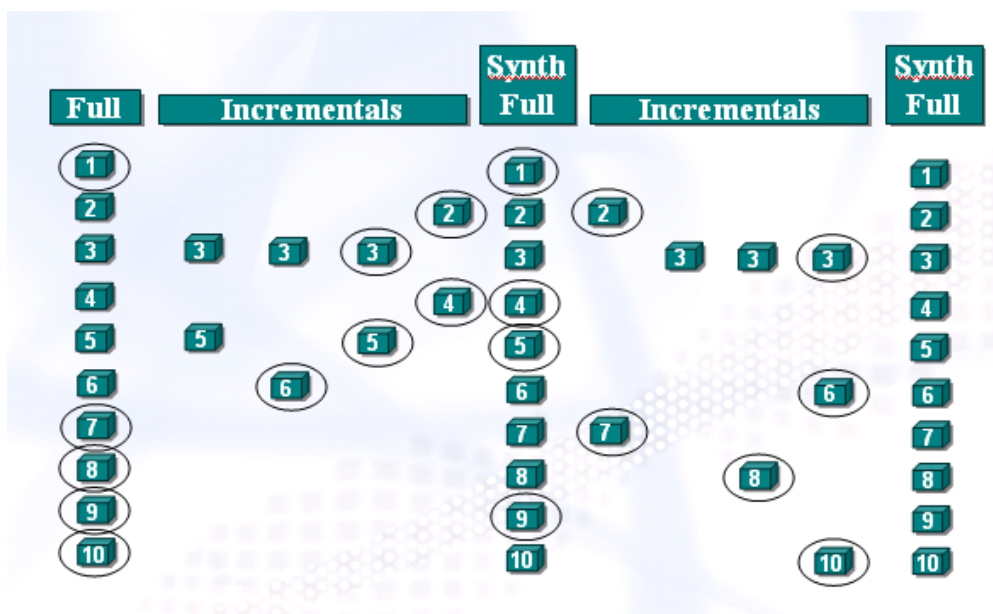 Synth Synth
Full Incrementals Full Incrementals Full
1 1 1
2 2 2 2 2
3 3 3 3 3 3 3 3 3
4 4 4 4
5 5 5 5 5
6 6 6 6 6
7 7 7 7
8 8 8 8
9 9 9
10 10 10 10